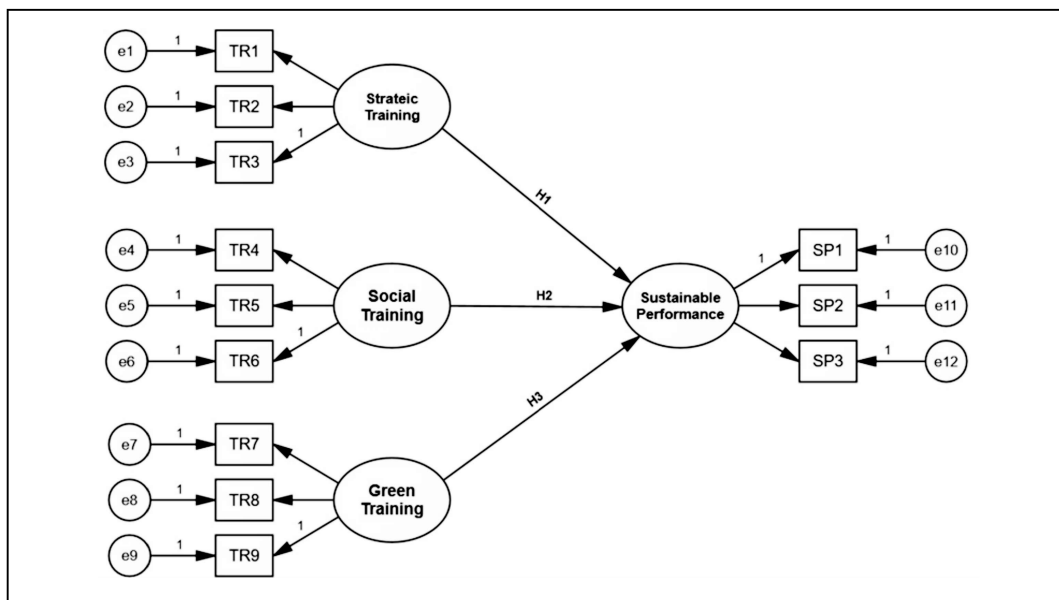 e1
1
TR1
e2
1
TR2
e3
1
TR3
1
Strateic
Training
H1
e4
1
TR4
e5
1
TR5
e6
1
TR6
1
Social
Training
H2
e7
1
TR7
e8
1
TR8
e9
1
TR9
1
Green
Training
H3
Sustainable
Performance
1
SP1
1
e10
SP2
1
e11
SP3
1
e12